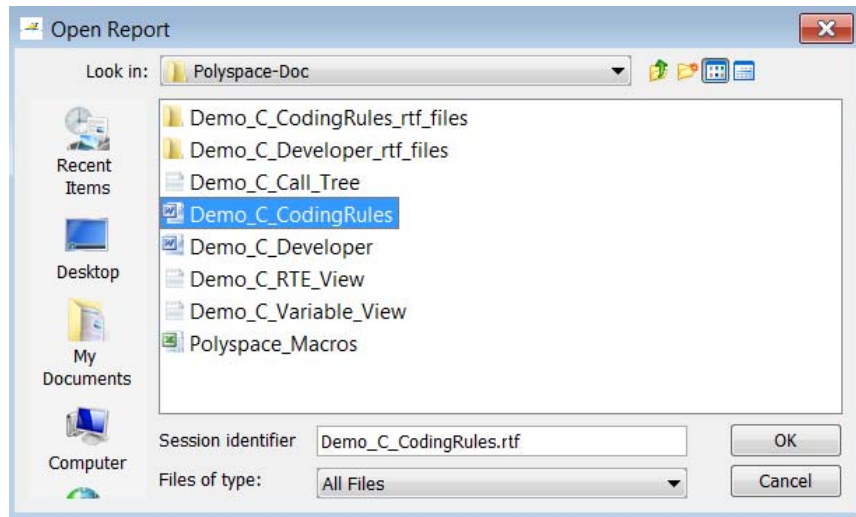 Open Report
Look in: Polyspace-Doc
Recent
Items
Desktop
My
Documents
Computer
Demo_C_CodingRules_rtf_files
Demo_C_Developer_rtf_files
Demo_C_Call_Tree
Demo_C_CodingRules
Demo_C_Developer
Demo_C_RTE_View
Demo_C_Variable_View
Polyspace_Macros
Session identifier Demo_C_CodingRules.rtf OK
Files of type: All Files Cancel